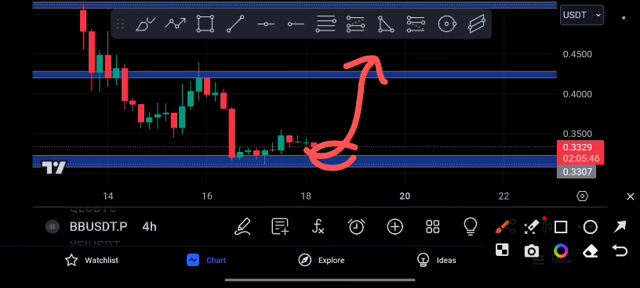 USDT
0.4500
0.4000
0.3500
0.3329
02:05:46
0.3307
14 16 18 20 22
BBUSDT.P 4h
Watchlist Chart Explore Ideas